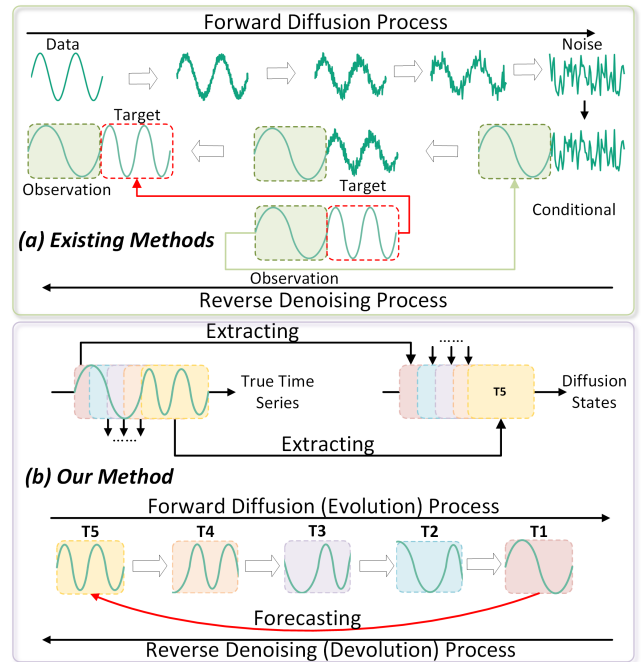 Forward Diffusion Process
Data
Noise
Target
Observation
Target
Conditional
(a) Existing Methods
Observation
Reverse Denoising Process
Extracting
......
True Time
Series
T5
Diffusion
States
......
Extracting
(b) Our Method
Forward Diffusion (Evolution) Process
T5 T4 T3 T2 T1
Forecasting
Reverse Denoising (Devolution) Process